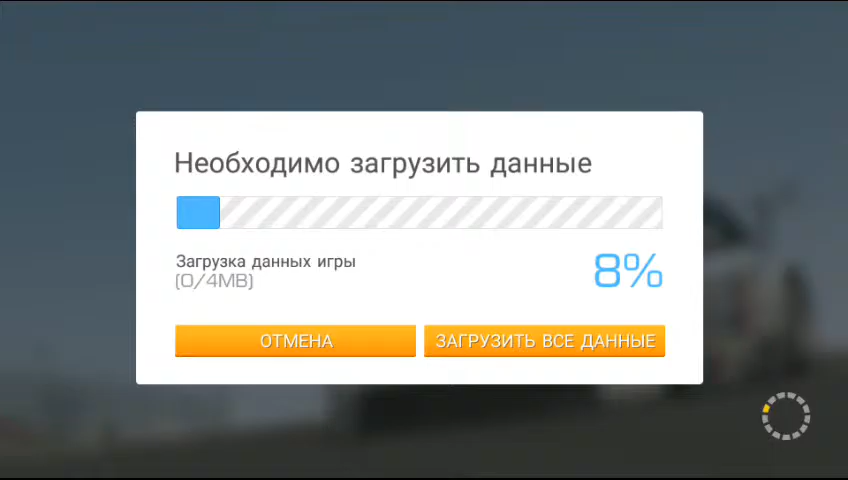 Необходимо загрузить данные
Загрузка данных игры
(0/4MB)
8%
ОТМЕНА
ЗАГРУЗИТЬ ВСЕ ДАННЫЕ